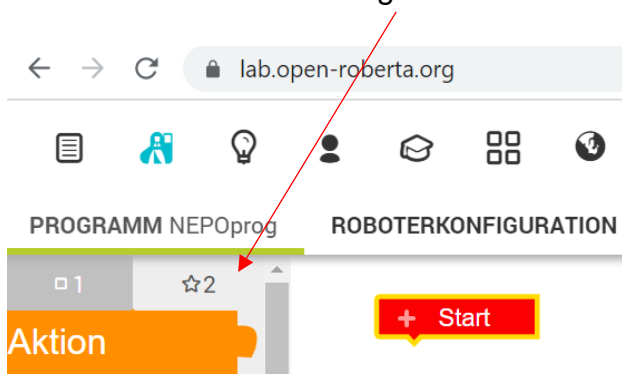 lab.open-roberta.org
PROGRAMM NEPOprog ROBOTERKONFIGURATION
1 2
+ Start
Aktion